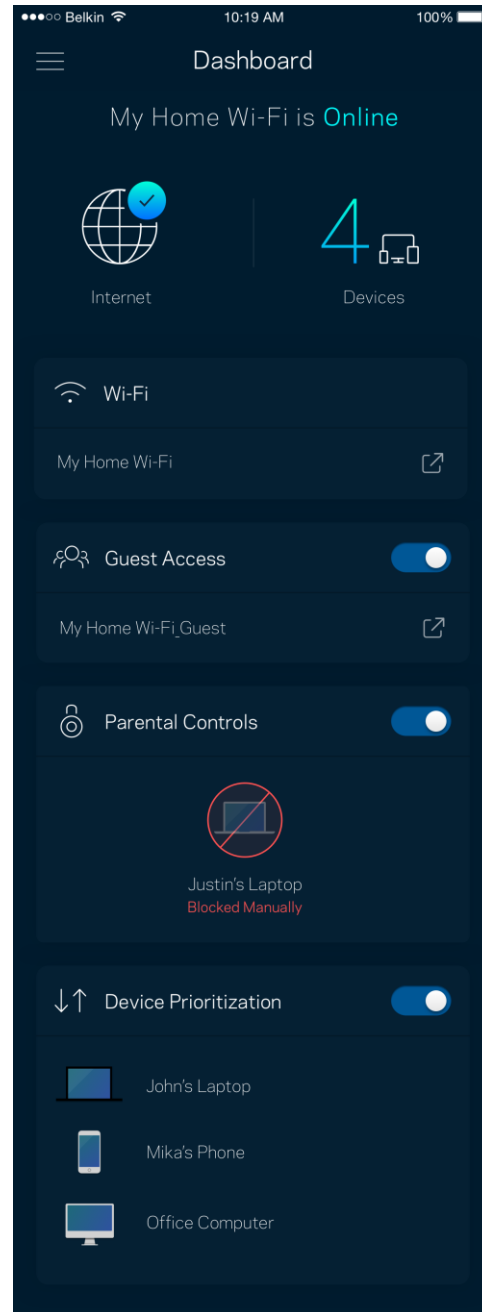 ●●●○○ Belkin 10:19 AM 100%
Dashboard
My Home Wi-Fi is Online
4
Internet Devices
Wi-Fi
My Home Wi-Fi
Guest Access
My Home Wi-Fi_Guest
Parental Controls
Justin's Laptop
Blocked Manually
Device Prioritization
John's Laptop
Mika's Phone
Office Computer